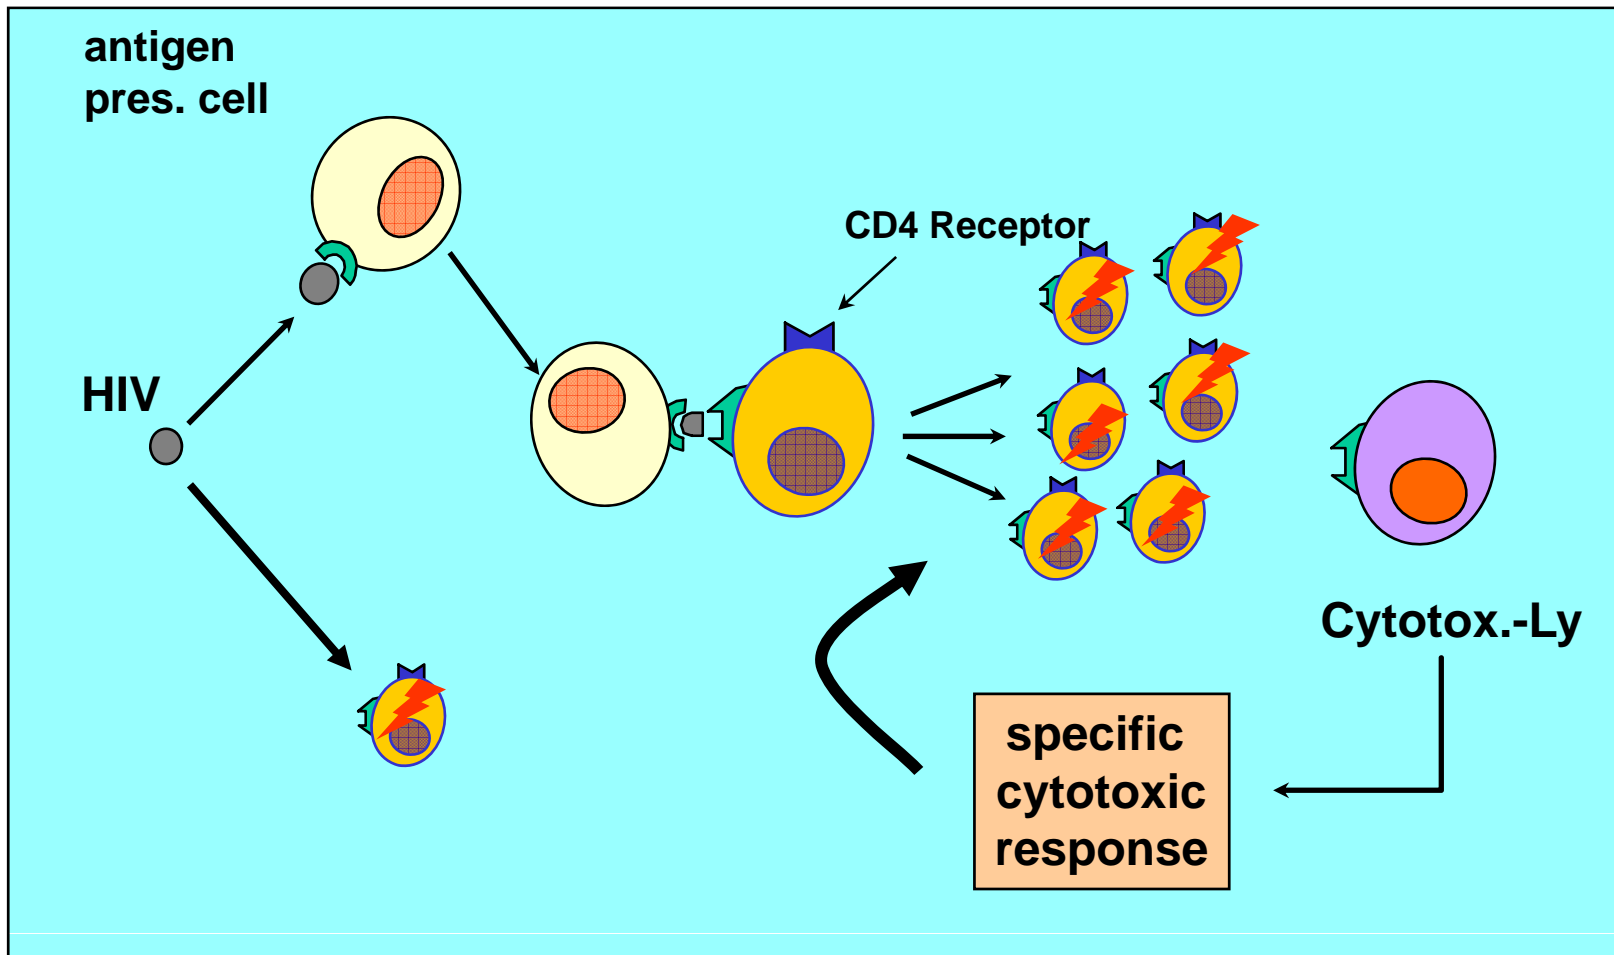 antigen
pres. cell
CD4 Receptor
HIV
Cytotox.-Ly
specific
cytotoxic
response